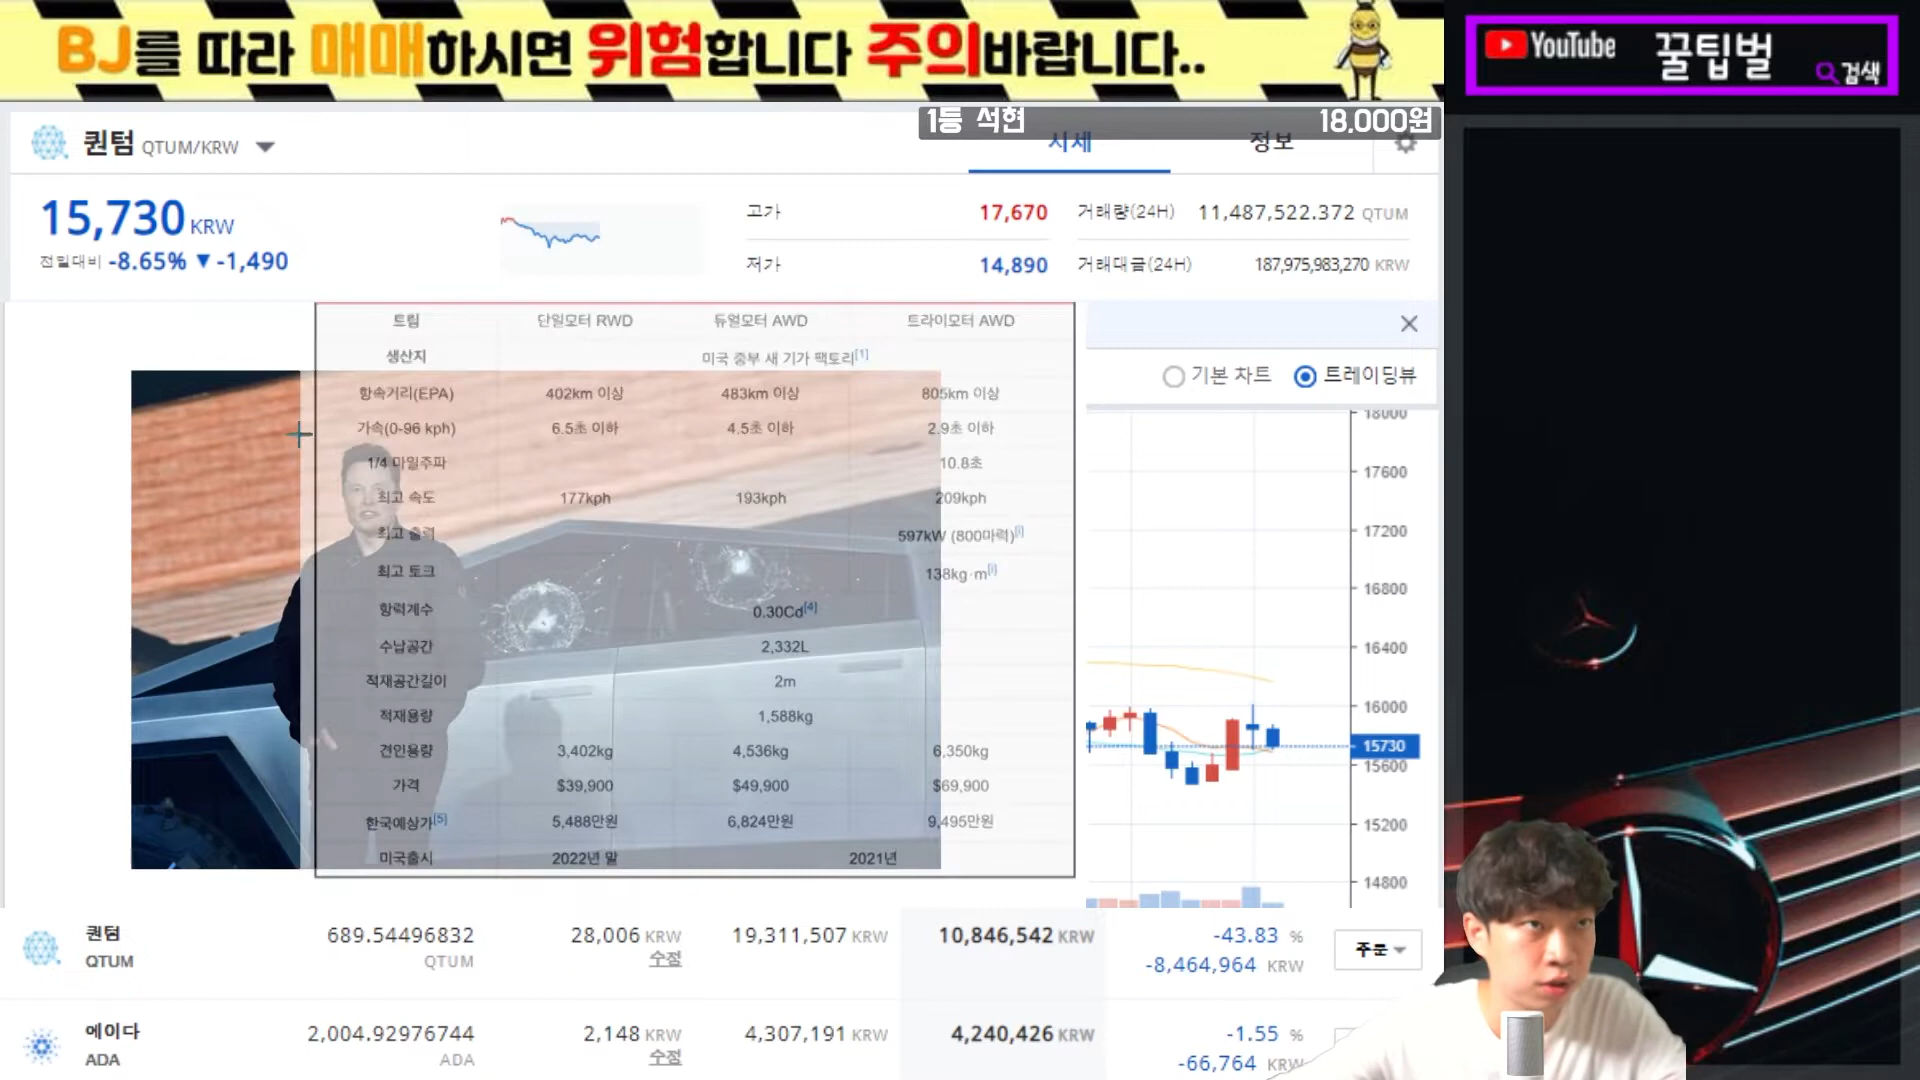 BJ를 따라 매매하시면 위험합니다 주의바랍니다..
YouTube 꿀팁벌 검색
1등 석현 18,000원
퀀텀 QTUM/KRW
시세 정보
15,730 KRW
전일대비 -8.65% ▼ -1,490
고가 17,670
저가 14,890
거래량(24H) 11,487,522.372 QTUM
거래대금(24H) 187,975,983,270 KRW
트림 단일모터 RWD 듀얼모터 AWD 트라이모터 AWD
생산지 미국 중부 새 기가 팩토리[1]
항속거리(EPA) 402km 이상 483km 이상 805km 이상
가속(0-96 kph) 6.5초 이하 4.5초 이하 2.9초 이하
1/4 마일주파 10.8초
최고 속도 177kph 193kph 209kph
최고 출력 597kW (800마력)[i]
최고 토크 138kg·m[i]
항력계수 0.30Cd[4]
수납공간 2,332L
적재공간길이 2m
적재용량 1,588kg
견인용량 3,402kg 4,536kg 6,350kg
가격 $39,900 $49,900 $69,900
한국예상가[5] 5,488만원 6,824만원 9,495만원
미국출시 2022년 말 2021년
기본 차트 트레이딩뷰
18000
17600
17200
16800
16400
16000
15730
15600
15200
14800
퀀텀 689.54496832 28,006 KRW 19,311,507 KRW 10,846,542 KRW -43.83 % 주문
QTUM QTUM 수정 -8,464,964 KRW
에이다 2,004.92976744 2,148 KRW 4,307,191 KRW 4,240,426 KRW -1.55 %
ADA ADA 수정 -66,764 KRW